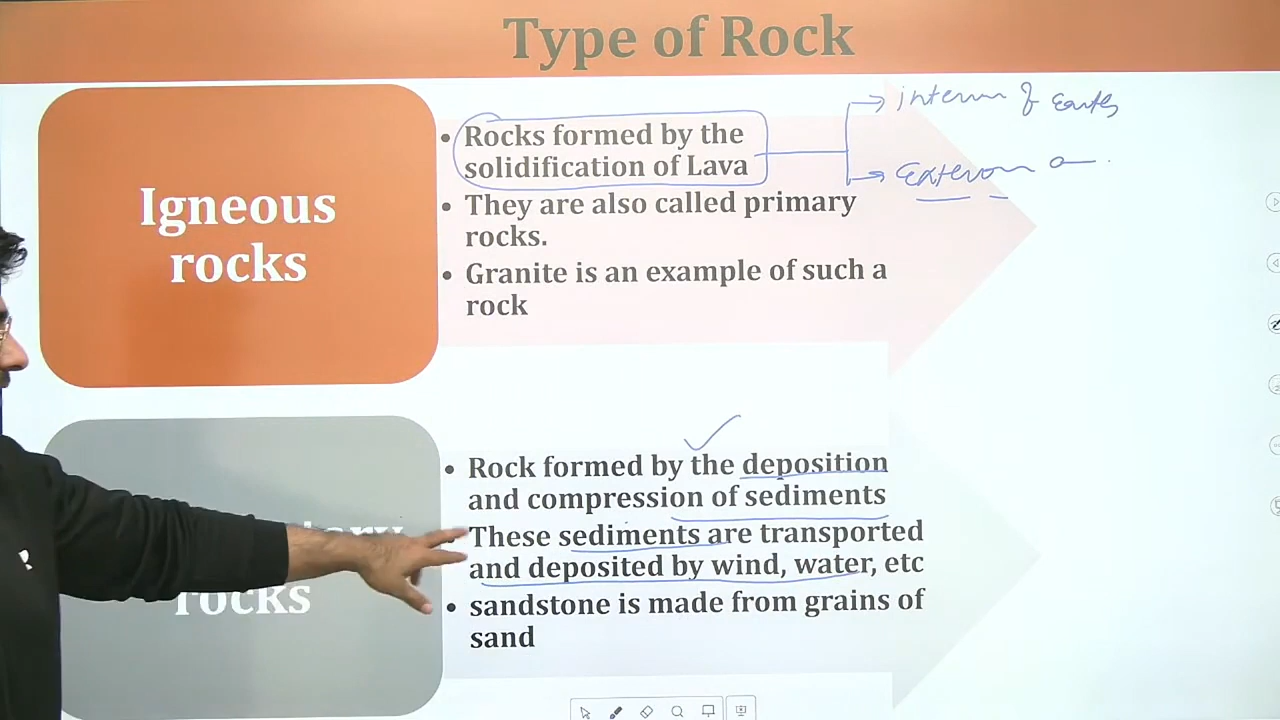 Type of Rock
Igneous
rocks
• Rocks formed by the
solidification of Lava
• They are also called primary
rocks.
• Granite is an example of such a
rock
interior of Earth
rocks
• Rock formed by the deposition
and compression of sediments
• These sediments are transported
and deposited by wind, water, etc
• sandstone is made from grains of
sand